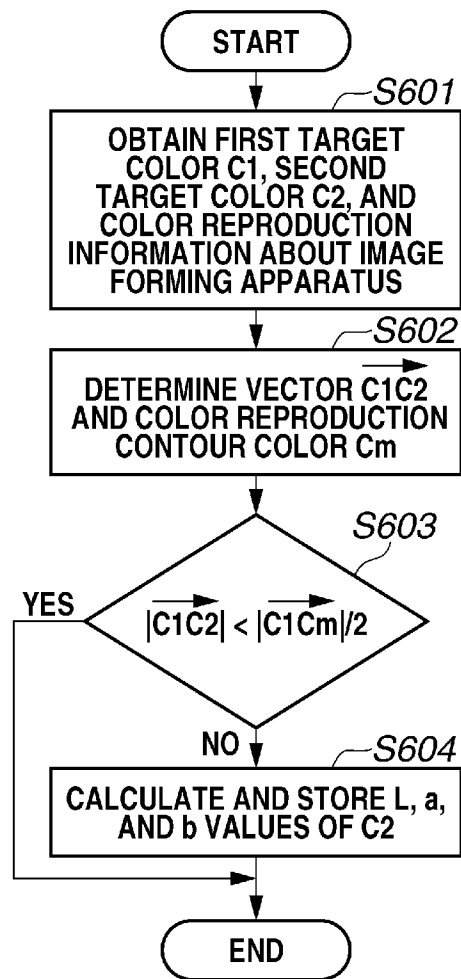 START
S601
OBTAIN FIRST TARGET
COLOR C1, SECOND
TARGET COLOR C2, AND
COLOR REPRODUCTION
INFORMATION ABOUT IMAGE
FORMING APPARATUS
S602
DETERMINE VECTOR C1C2
AND COLOR REPRODUCTION
CONTOUR COLOR Cm
S603
YES
|C1C2| < |C1Cm|/2
NO
S604
CALCULATE AND STORE L, a,
AND b VALUES OF C2
END